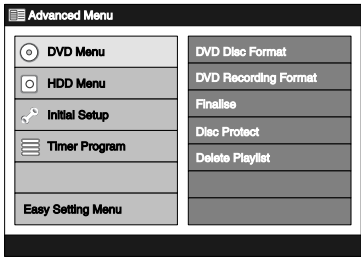 Advanced Menu
DVD Menu
HDD Menu
Initial Setup
Timer Program
Easy Setting Menu
DVD Disc Format
DVD Recording Format
Finalise
Disc Protect
Delete Playlist